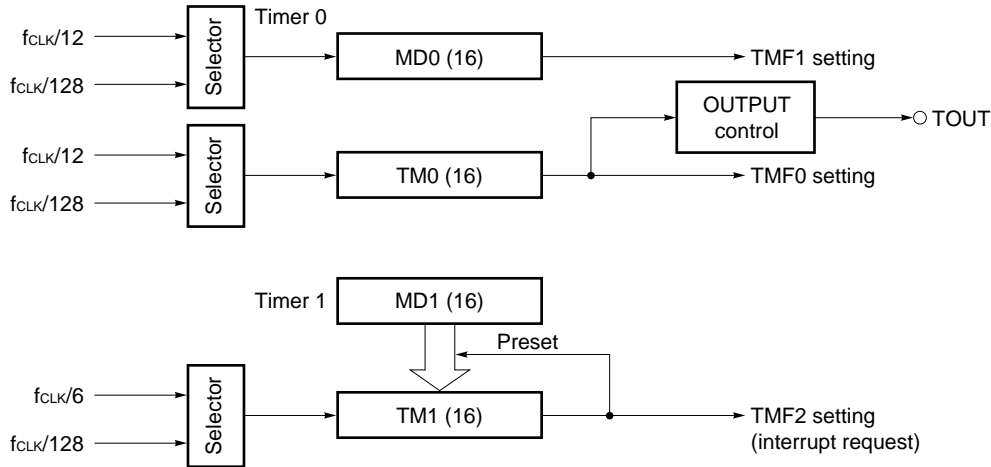 Timer 0
fCLK/12
fCLK/128
Selector
MD0 (16)
TMF1 setting
OUTPUT
control
TOUT
fCLK/12
fCLK/128
Selector
TM0 (16)
TMF0 setting
Timer 1
MD1 (16)
Preset
fCLK/6
fCLK/128
Selector
TM1 (16)
TMF2 setting
(interrupt request)